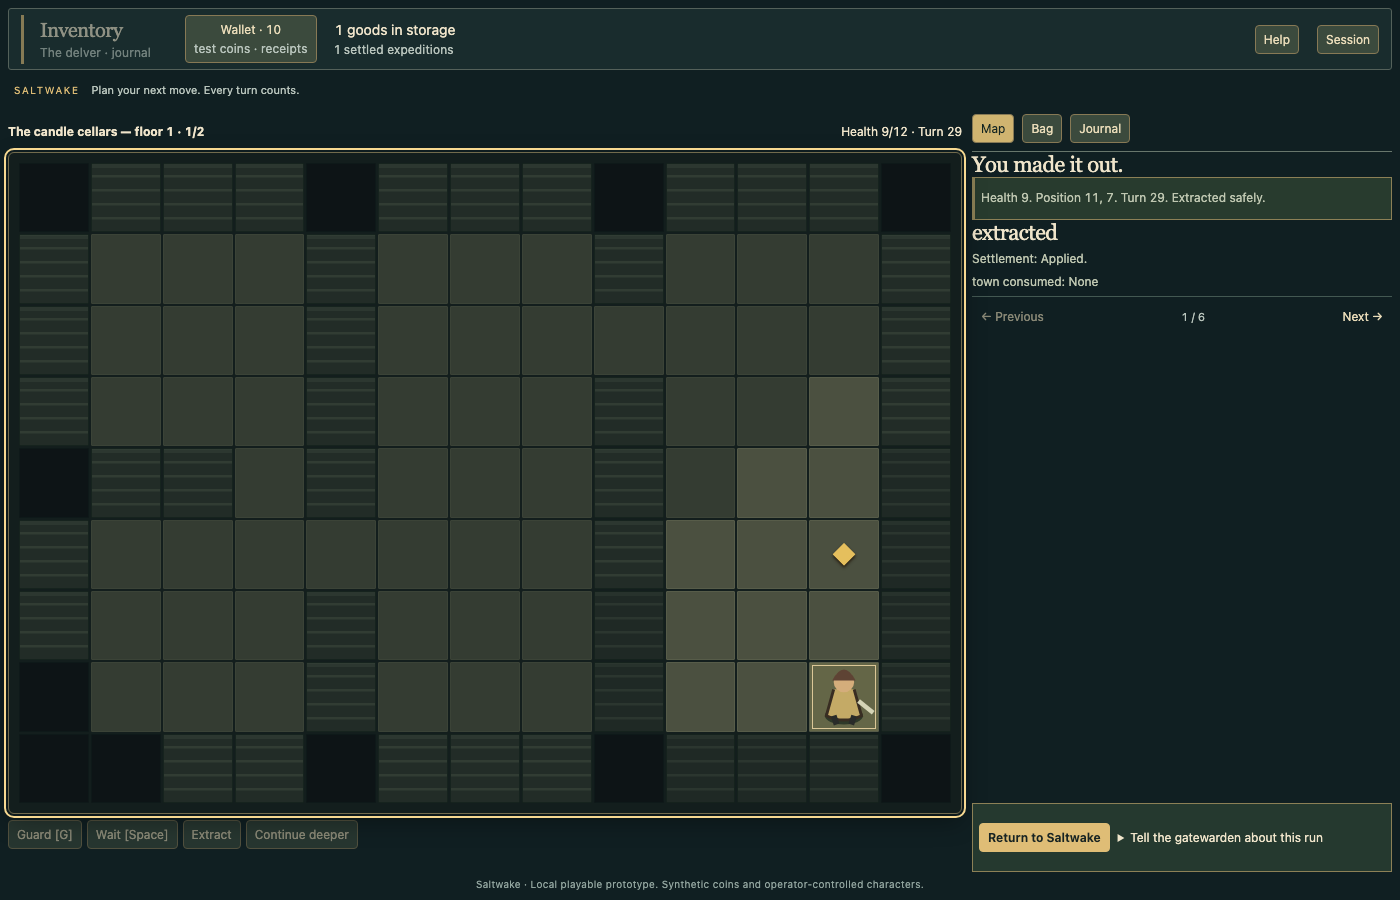 Inventory
The delver · journal
Wallet · 10
test coins · receipts
1 goods in storage
1 settled expeditions
Help
Session
SALTWAKE Plan your next move. Every turn counts.
The candle cellars — floor 1 · 1/2
Health 9/12 · Turn 29
Map
Bag
Journal
You made it out.
Health 9. Position 11, 7. Turn 29. Extracted safely.
extracted
Settlement: Applied.
town consumed: None
← Previous
1 / 6
Next →
Guard [G]
Wait [Space]
Extract
Continue deeper
Return to Saltwake
▶ Tell the gatewarden about this run
Saltwake · Local playable prototype. Synthetic coins and operator-controlled characters.